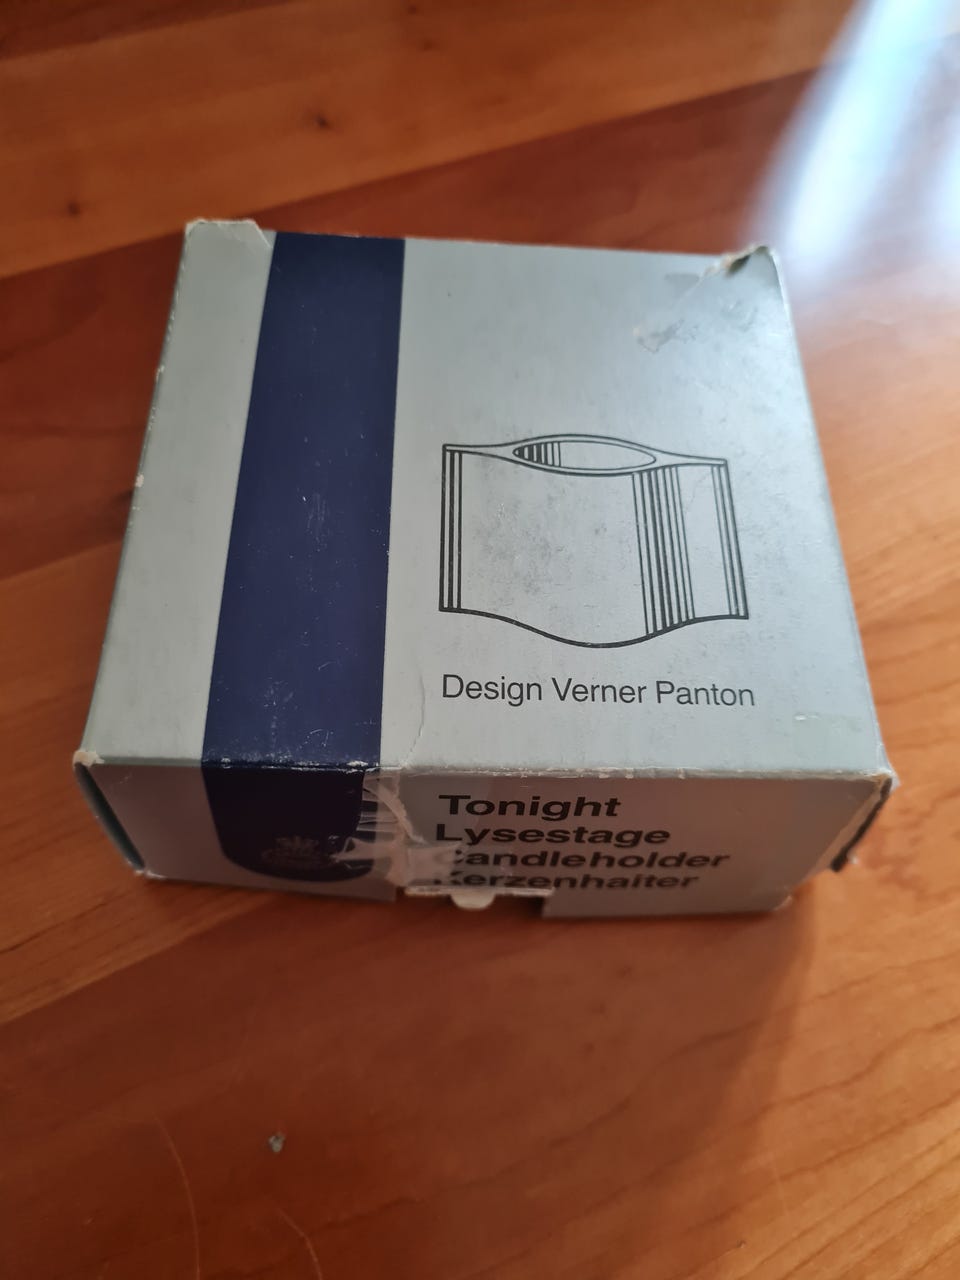 Design Verner Panton
Tonight
Lysestage
Candleholder
Kerzenhalter